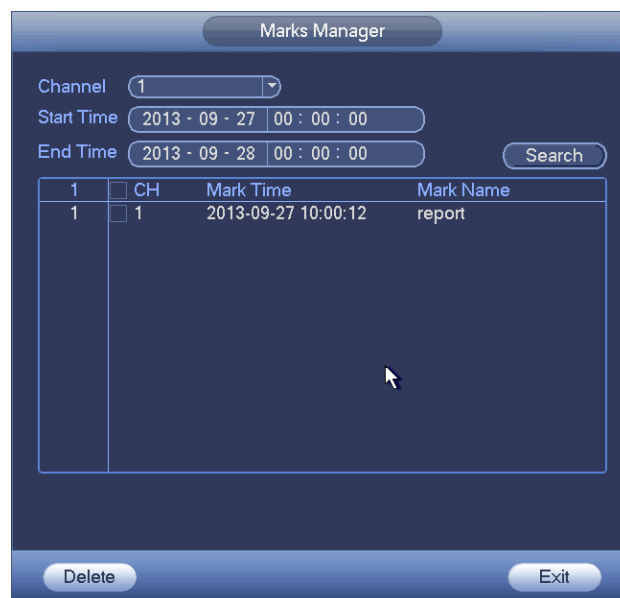 Marks Manager
Channel 1
Start Time 2013 - 09 - 27 00 : 00 : 00
End Time 2013 - 09 - 28 00 : 00 : 00 Search
1 CH Mark Time Mark Name
1 1 2013-09-27 10:00:12 report
Delete Exit